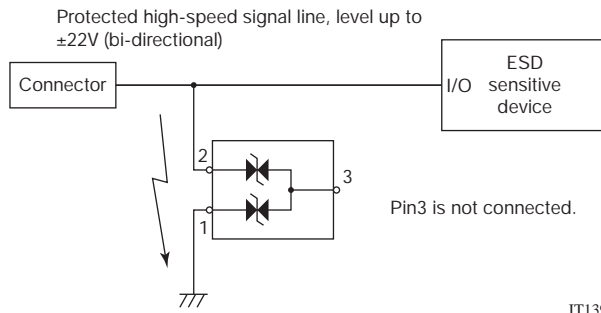 Protected high-speed signal line, level up to
±22V (bi-directional)
Connector
I/O
ESD
sensitive
device
2
3
1
Pin3 is not connected.
IT139